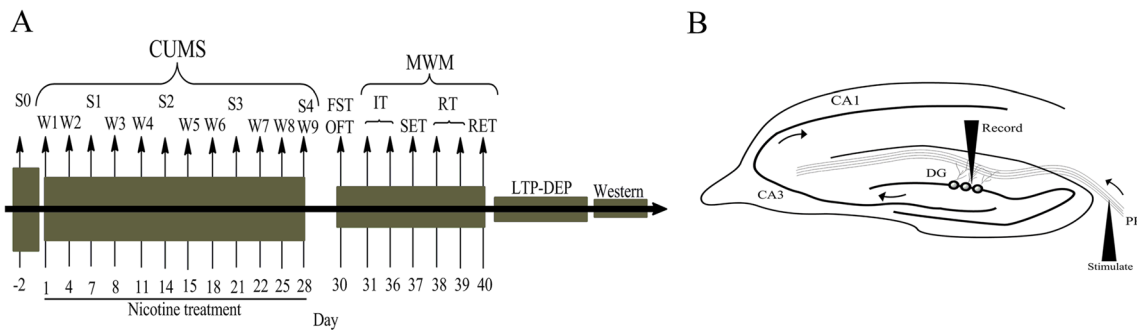 A
CUMS
MWM
S0 S1 S2 S3 S4 FST IT RT
W1 W2 W3 W4 W5 W6 W7 W8 W9 OFT SET RET
LTP-DEP Western
-2 1 4 7 8 11 14 15 18 21 22 25 28 30 31 36 37 38 39 40
Nicotine treatment
Day
B
CA1
Record
DG
CA3
Stimulate